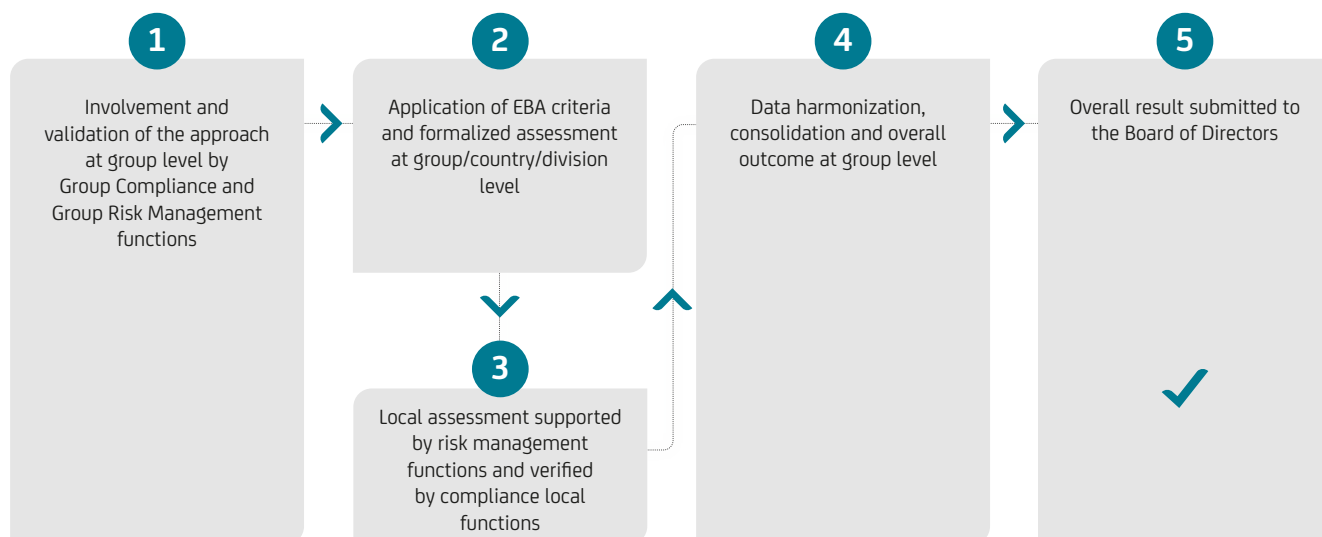 1
Involvement and
validation of the approach
at group level by
Group Compliance and
Group Risk Management
functions
2
Application of EBA criteria
and formalized assessment
at group/country/division
level
3
Local assessment supported
by risk management
functions and verified
by compliance local
functions
4
Data harmonization,
consolidation and overall
outcome at group level
5
Overall result submitted to
the Board of Directors